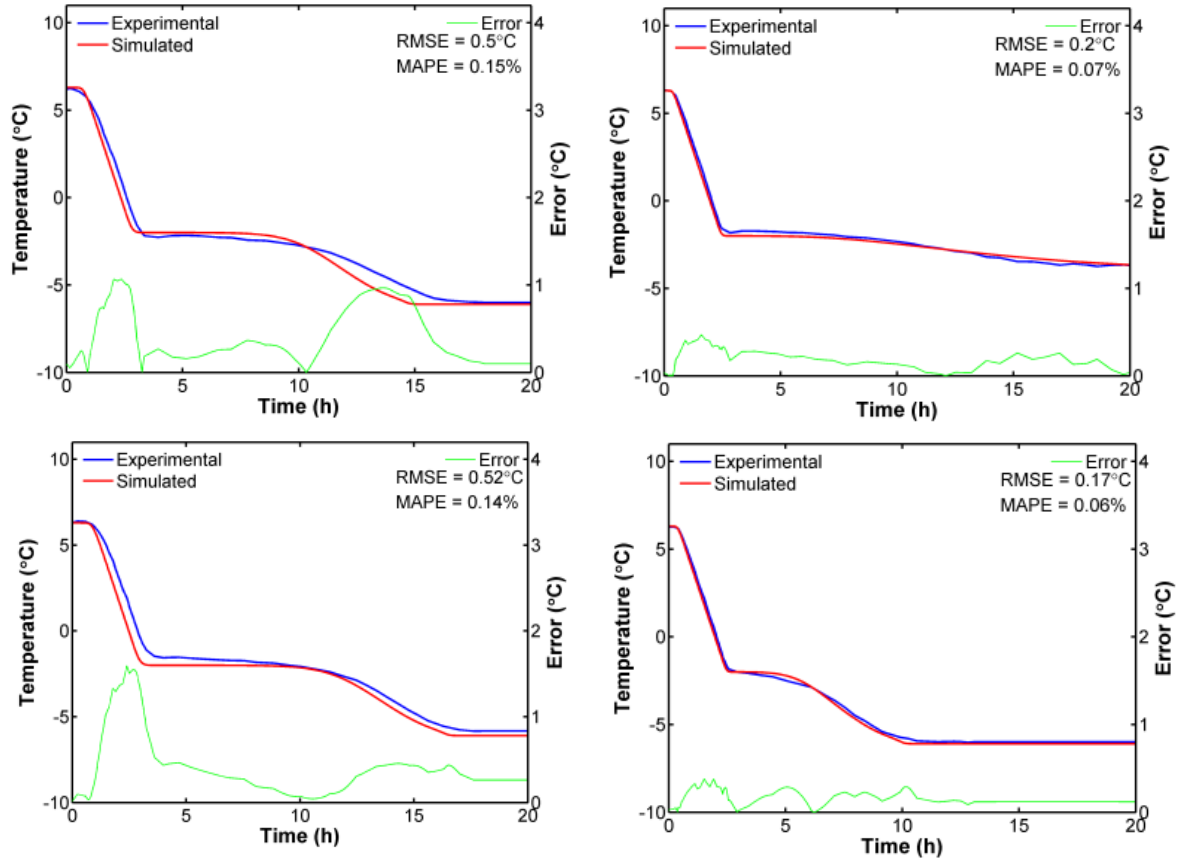 10
Experimental
Error
4
Simulated
RMSE = 0.5°C
MAPE = 0.15%
5
3
0
2
-5
1
-10
0
Temperature (°C)
Error (°C)
0
5
10
15
20
Time (h)
10
Experimental
Error
4
Simulated
RMSE = 0.2°C
MAPE = 0.07%
5
3
0
2
-5
1
-10
0
Temperature (°C)
Error (°C)
0
5
10
15
20
Time (h)
10
Experimental
Error
4
Simulated
RMSE = 0.52°C
MAPE = 0.14%
5
3
0
2
-5
1
-10
0
Temperature (°C)
Error (°C)
0
5
10
15
20
Time (h)
10
Experimental
Error
4
Simulated
RMSE = 0.17°C
MAPE = 0.06%
5
3
0
2
-5
1
-10
0
Temperature (°C)
Error (°C)
0
5
10
15
20
Time (h)